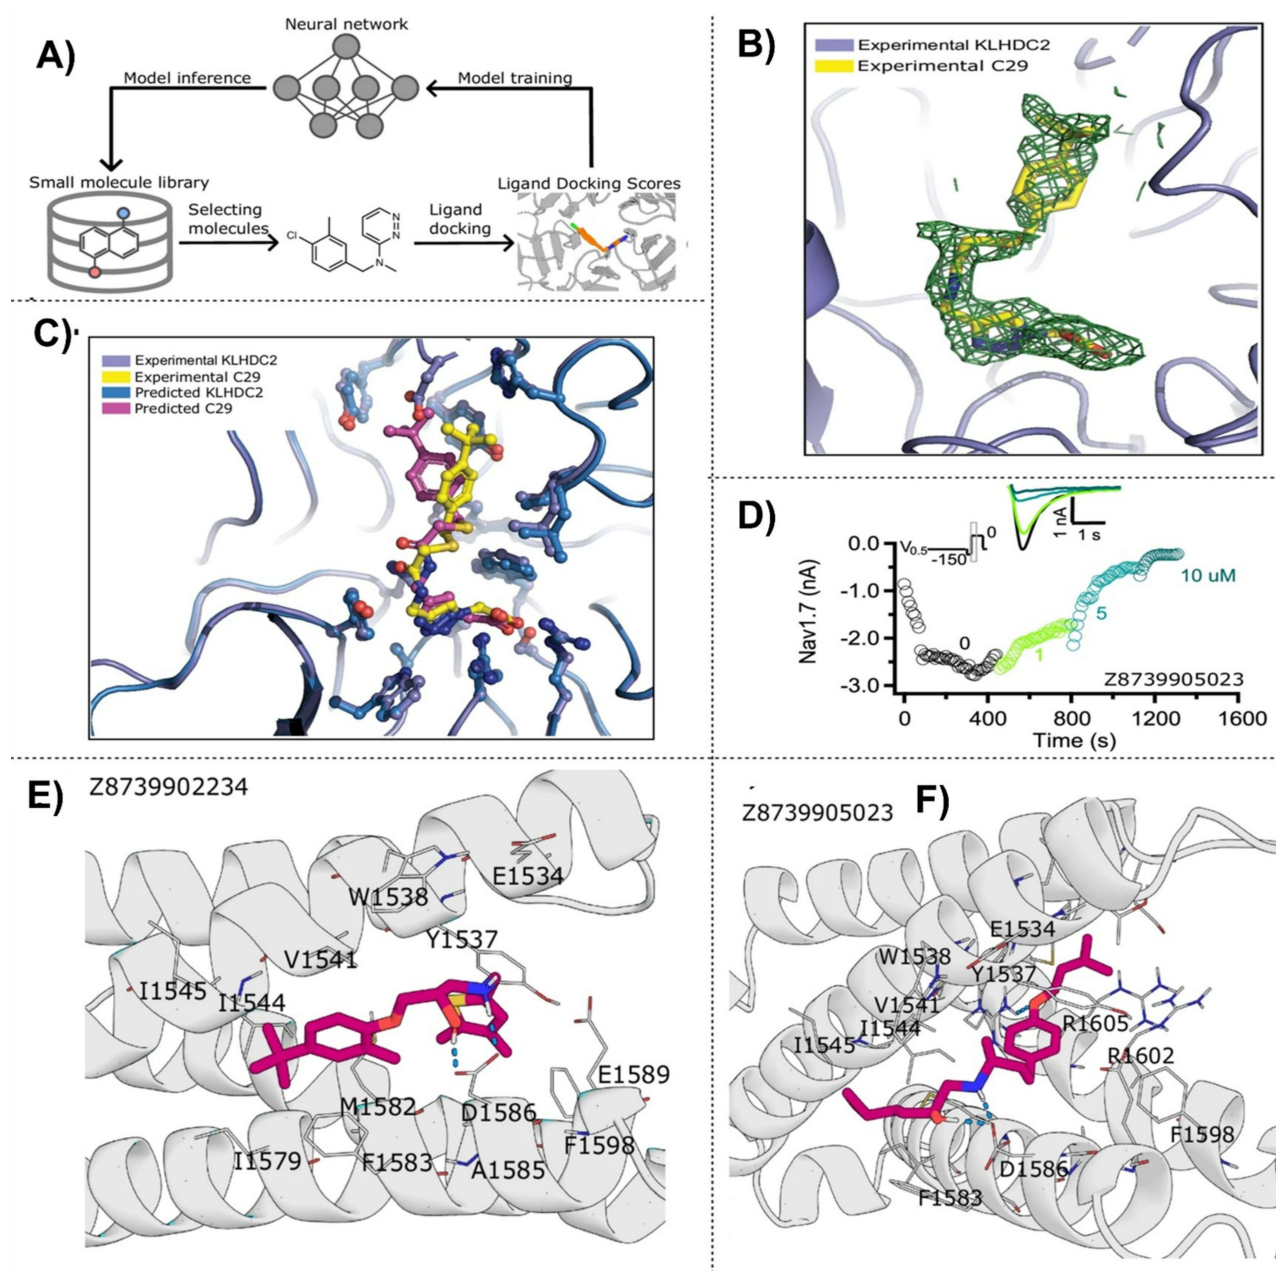 A)
Neural network
Model inference
Model training
Small molecule library
Selecting
molecules
Cl
N
N
N
Ligand
docking
Ligand Docking Scores
B)
Experimental KLHDC2
Experimental C29
C)
Experimental KLHDC2
Experimental C29
Predicted KLHDC2
Predicted C29
D)
V0.5
-150
0
1 nA
1 s
Nav1.7 (nA)
0.0
-1.0
-2.0
-3.0
0
1
5
10 uM
Z8739905023
0
400
800
1200
1600
Time (s)
E)
Z8739902234
E1534
W1538
Y1537
V1541
I1545
I1544
E1589
M1582
D1586
F1598
I1579
F1583
A1585
F)
Z8739905023
E1534
W1538
Y1537
V1541
I1544
I1545
R1605
R1602
F1598
D1586
F1583